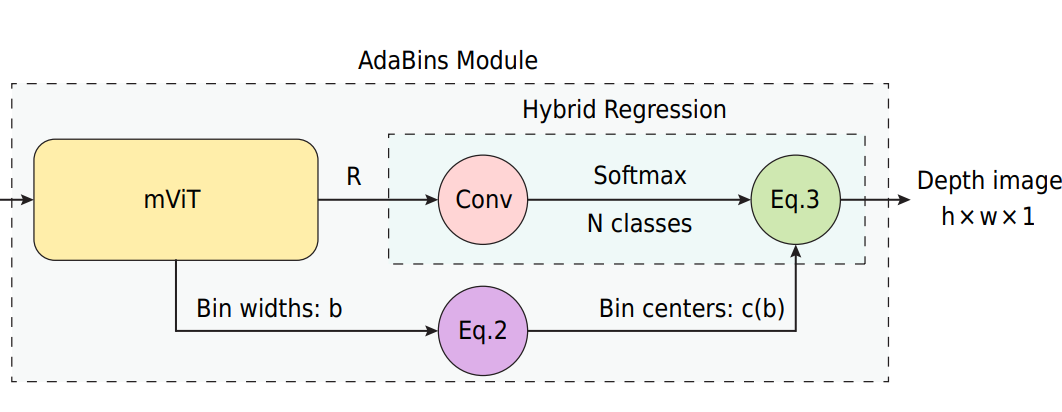 AdaBins Module
Hybrid Regression
mViT
R
Conv
Softmax
N classes
Eq.3
Depth image
h×w×1
Bin widths: b
Eq.2
Bin centers: c(b)